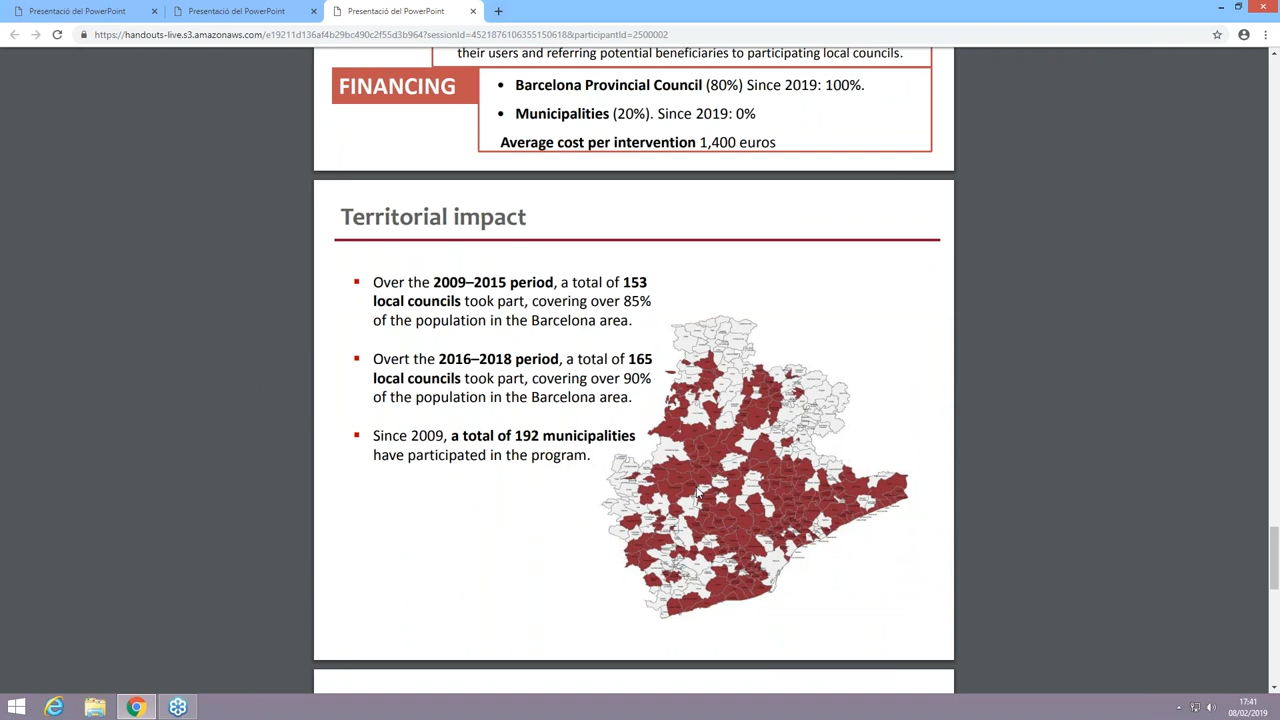 Presentació del PowerPoint
Presentació del PowerPoint
Presentació del PowerPoint
https://handouts-live.s3.amazonaws.com/e19211d136af4b29bc490c2f55d3b964?sessionId=4521876106355150618&participantId=2500002
their users and referring potential beneficiaries to participating local councils.
FINANCING
• Barcelona Provincial Council (80%) Since 2019: 100%.
• Municipalities (20%). Since 2019: 0%
Average cost per intervention 1,400 euros
Territorial impact
Over the 2009–2015 period, a total of 153
local councils took part, covering over 85%
of the population in the Barcelona area.
Overt the 2016–2018 period, a total of 165
local councils took part, covering over 90%
of the population in the Barcelona area.
Since 2009, a total of 192 municipalities
have participated in the program.
17:41
08/02/2019